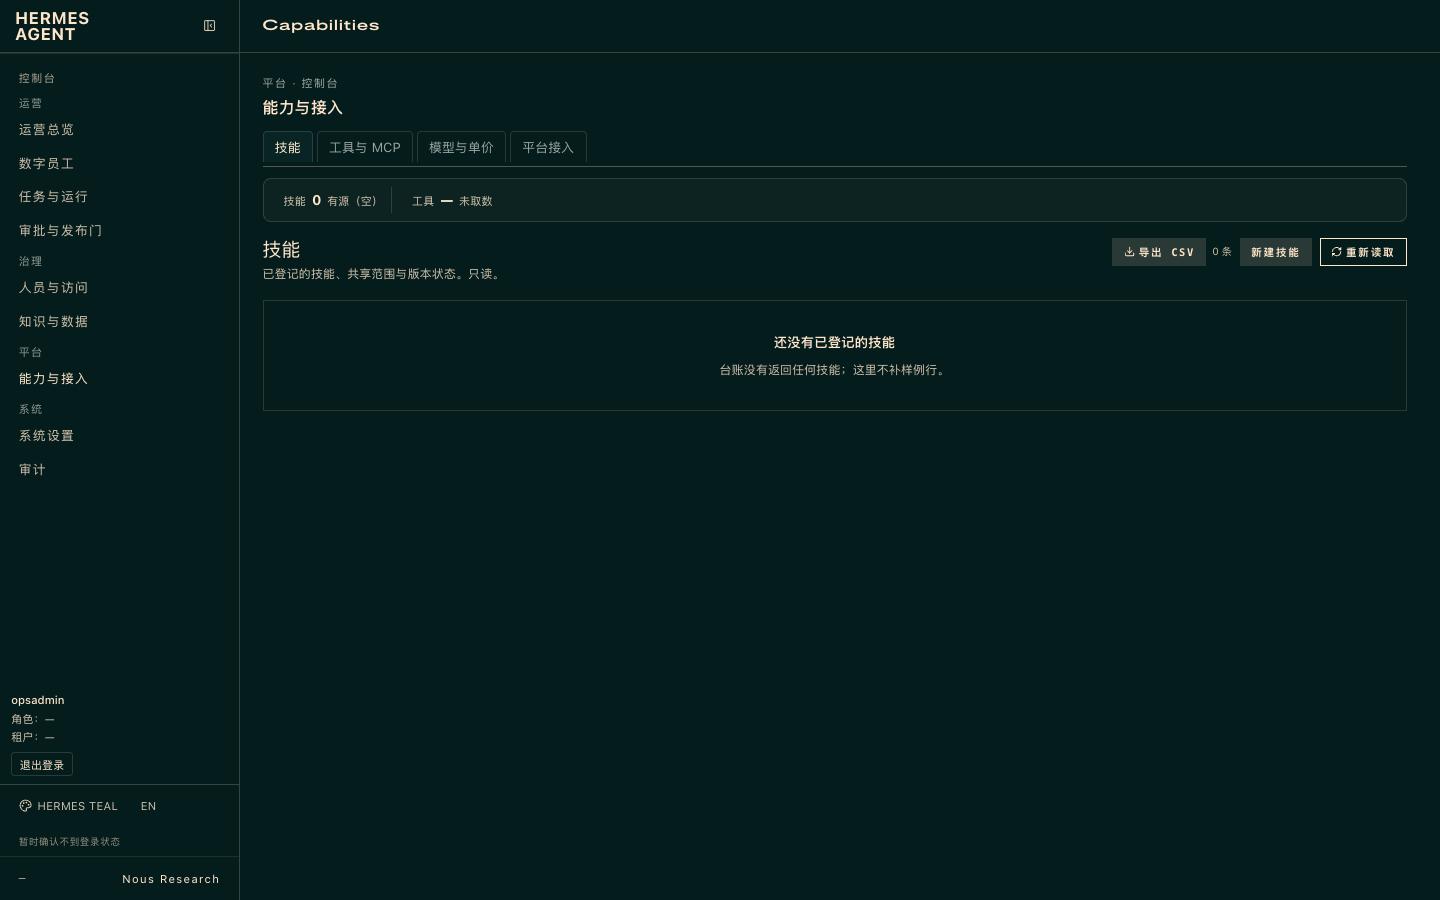 HERMES
AGENT
Capabilities
控制台
运营
运营总览
数字员工
任务与运行
审批与发布门
治理
人员与访问
知识与数据
平台
能力与接入
系统
系统设置
审计
opsadmin
角色: —
租户: —
退出登录
HERMES TEAL EN
暂时确认不到登录状态
— Nous Research
平台 · 控制台
能力与接入
技能 工具与 MCP 模型与单价 平台接入
技能 0 有源（空） 工具 — 未取数
技能
已登记的技能、共享范围与版本状态。只读。
导出 CSV 0 条 新建技能 重新读取
还没有已登记的技能
台账没有返回任何技能；这里不补样例行。